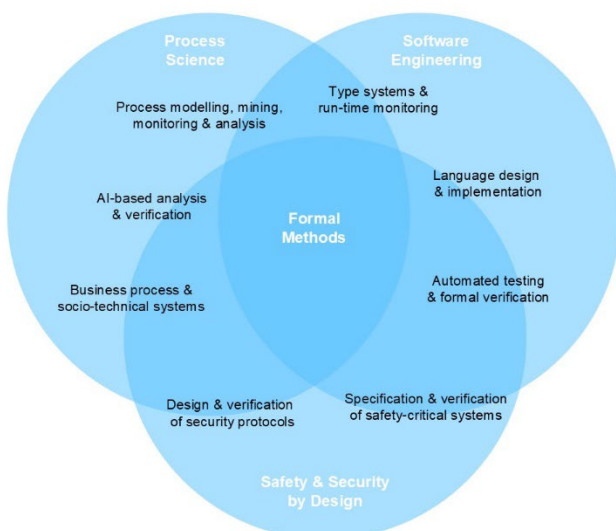 Process
Science
Software
Engineering
Process modelling, mining,
monitoring & analysis
Type systems &
run-time monitoring
Language design
& implementation
AI-based analysis
& verification
Formal
Methods
Business process &
socio-technical systems
Automated testing
& formal verification
Design & verification
of security protocols
Specification & verification
of safety-critical systems
Safety & Security
by Design